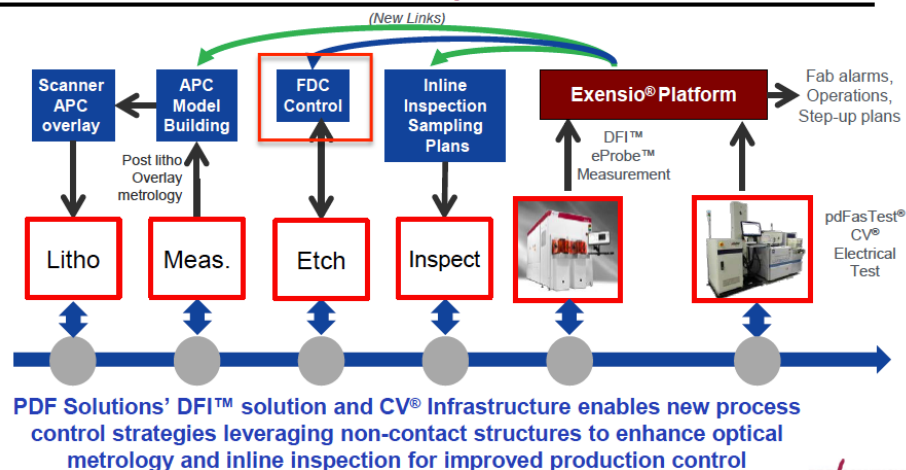 (New Links)
Scanner
APC
overlay
APC
Model
Building
FDC
Control
Inline
Inspection
Sampling
Plans
Exensio® Platform
Fab alarms,
Operations,
Step-up plans
Post litho
Overlay
metrology
DFI™
eProbe™
Measurement
pdFasTest®
CV®
Electrical
Test
Litho
Meas.
Etch
Inspect
PDF Solutions' DFI™ solution and CV® Infrastructure enables new process
control strategies leveraging non-contact structures to enhance optical
metrology and inline inspection for improved production control